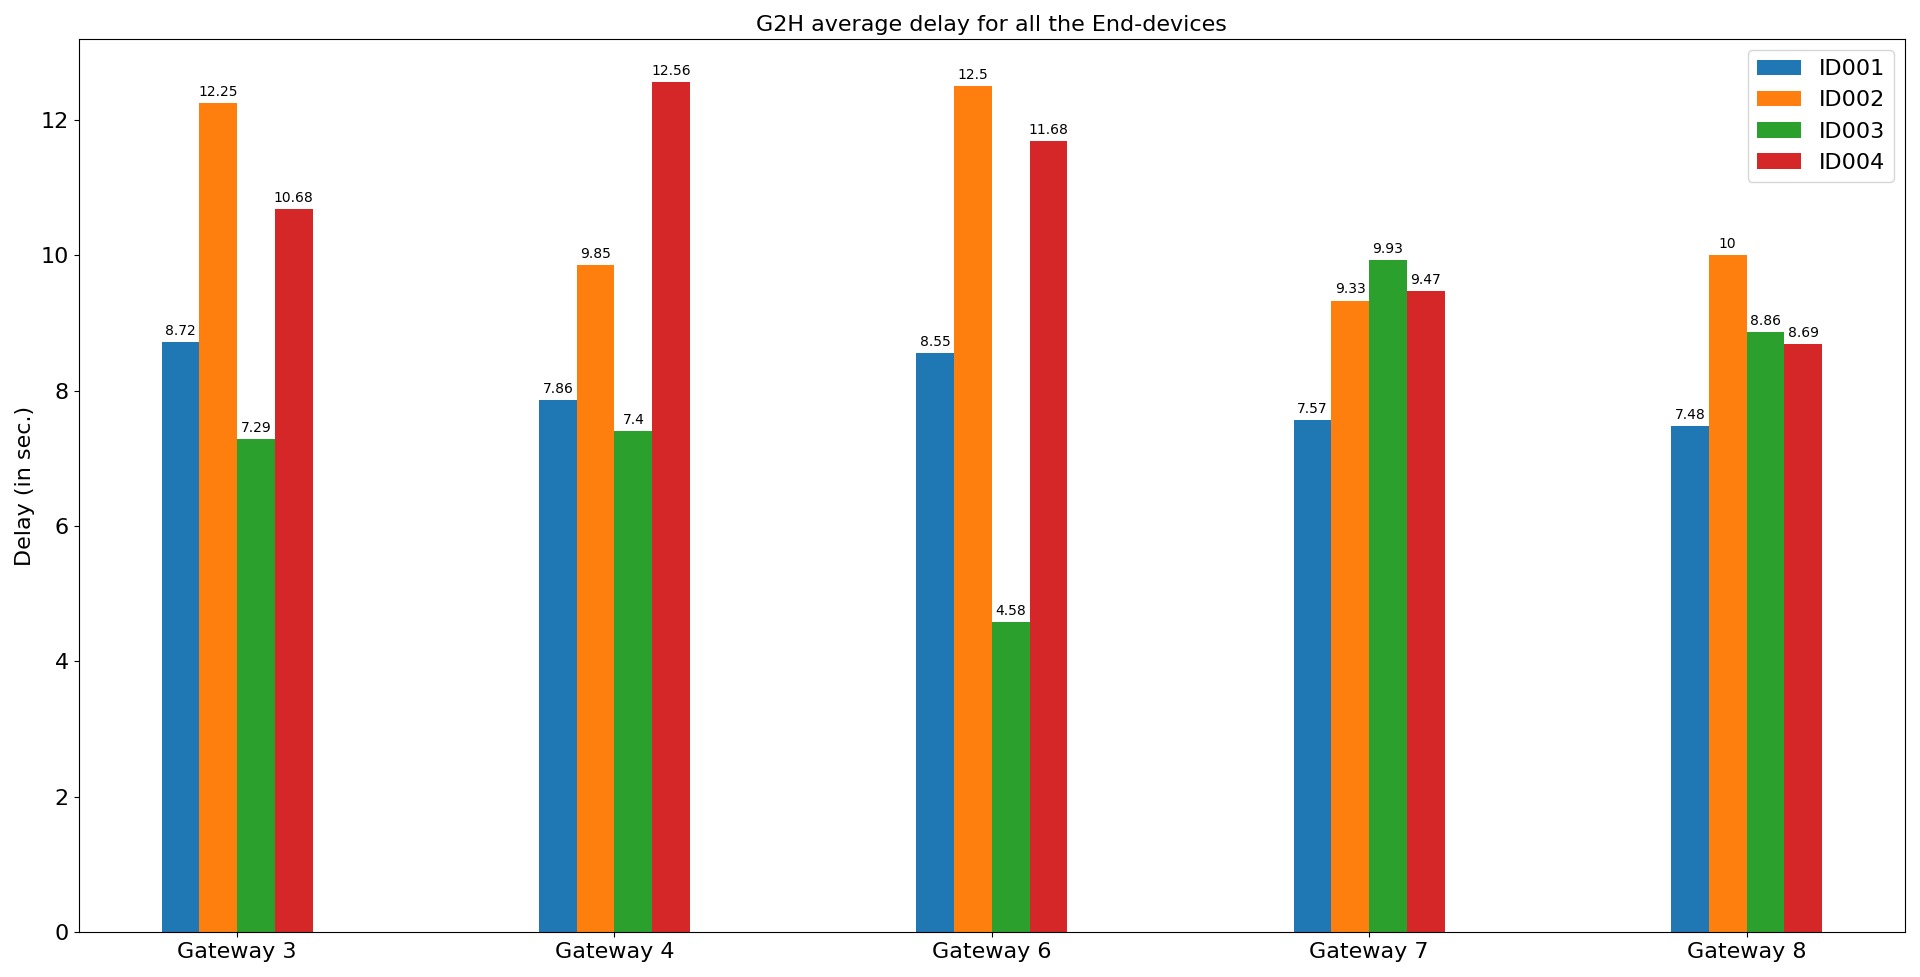 G2H average delay for all the End-devices
ID001
ID002
ID003
ID004
Delay (in sec.)
12
10
8
6
4
2
0
8.72
12.25
7.29
10.68
7.86
9.85
7.4
12.56
8.55
12.5
4.58
11.68
7.57
9.33
9.93
9.47
7.48
10
8.86
8.69
Gateway 3
Gateway 4
Gateway 6
Gateway 7
Gateway 8